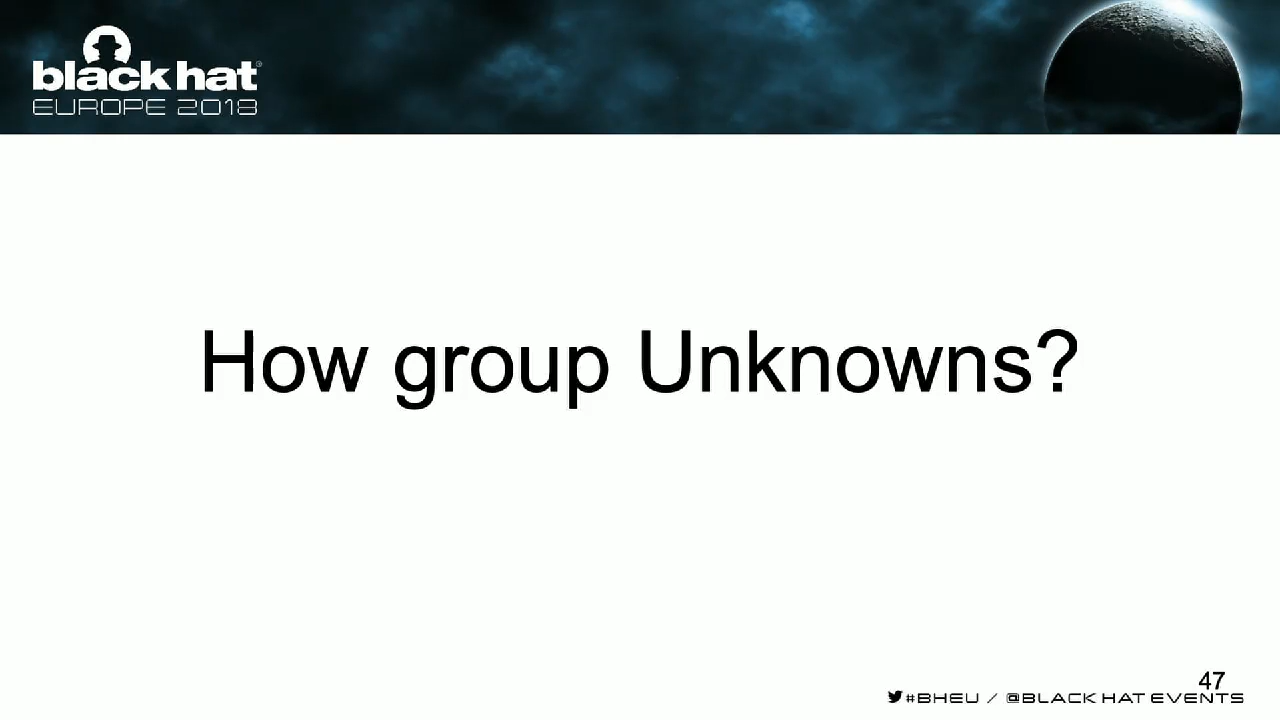 black hat®
EUROPE 2018
How group Unknowns?
47
#BHEU / @BLACK HAT EVENTS